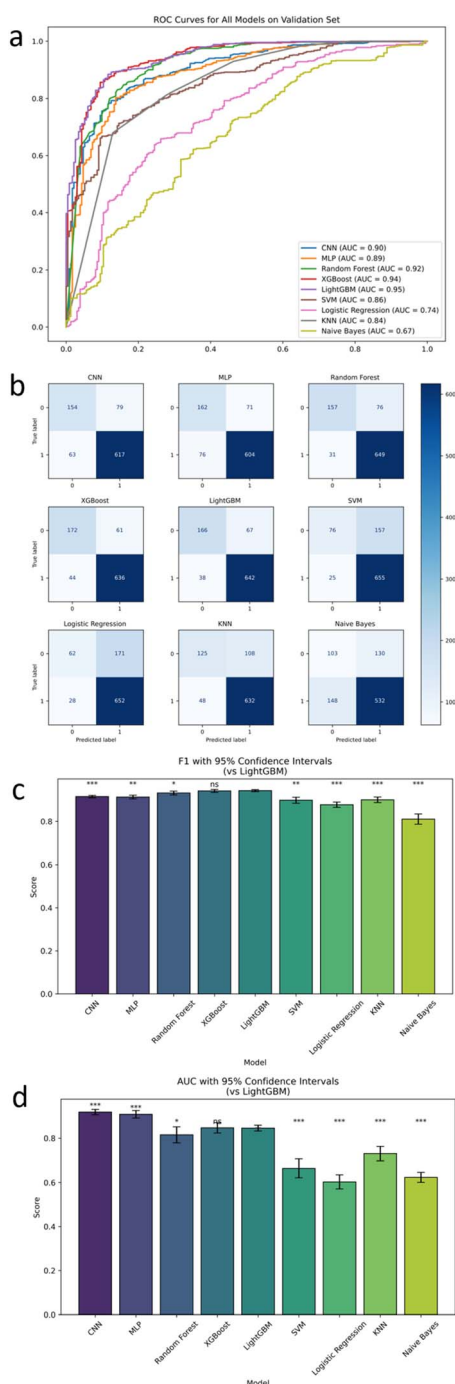 a
ROC Curves for All Models on Validation Set
1.0
0.8
0.6
0.4
0.2
0.0
CNN (AUC = 0.90)
MLP (AUC = 0.89)
Random Forest (AUC = 0.92)
XGBoost (AUC = 0.94)
LightGBM (AUC = 0.95)
SVM (AUC = 0.86)
Logistic Regression (AUC = 0.74)
KNN (AUC = 0.84)
Naive Bayes (AUC = 0.67)
0.0 0.2 0.4 0.6 0.8 1.0
b
CNN MLP Random Forest
True label
0 154 79 0 162 71 0 157 76
1 63 617 1 76 604 1 31 649
0 1 0 1 0 1
XGBoost LightGBM SVM
True label
0 172 61 0 166 67 0 76 157
1 44 636 1 38 642 1 25 655
0 1 0 1 0 1
Logistic Regression KNN Naive Bayes
True label
0 62 171 0 125 108 0 103 130
1 28 652 1 48 632 1 148 532
0 1 0 1 0 1
Predicted label Predicted label Predicted label
600
500
400
300
200
100
c
F1 with 95% Confidence Intervals
(vs LightGBM)
*** ** * ns ** *** *** ***
Score
0.8
0.6
0.4
0.2
0.0
CNN MLP Random Forest XGBoost LightGBM SVM Logistic Regression KNN Naive Bayes
Model
d
AUC with 95% Confidence Intervals
(vs LightGBM)
*** *** * ns *** *** *** ***
Score
0.8
0.6
0.4
0.2
0.0
CNN MLP Random Forest XGBoost LightGBM SVM Logistic Regression KNN Naive Bayes
Model